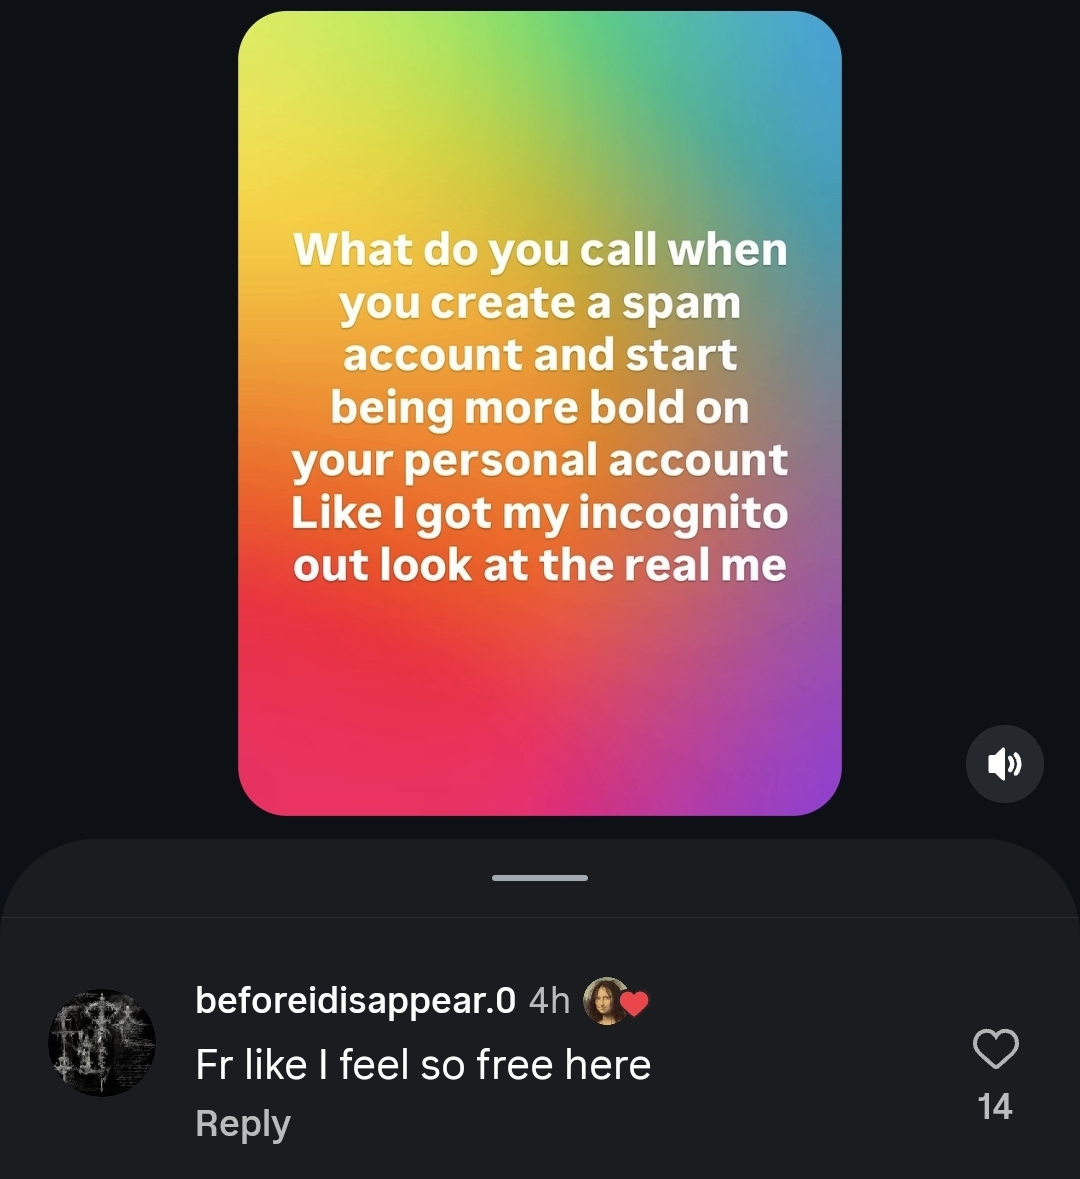 What do you call when
you create a spam
account and start
being more bold on
your personal account
Like I got my incognito
out look at the real me
beforeidisappear.0 4h
Fr like I feel so free here
Reply
14